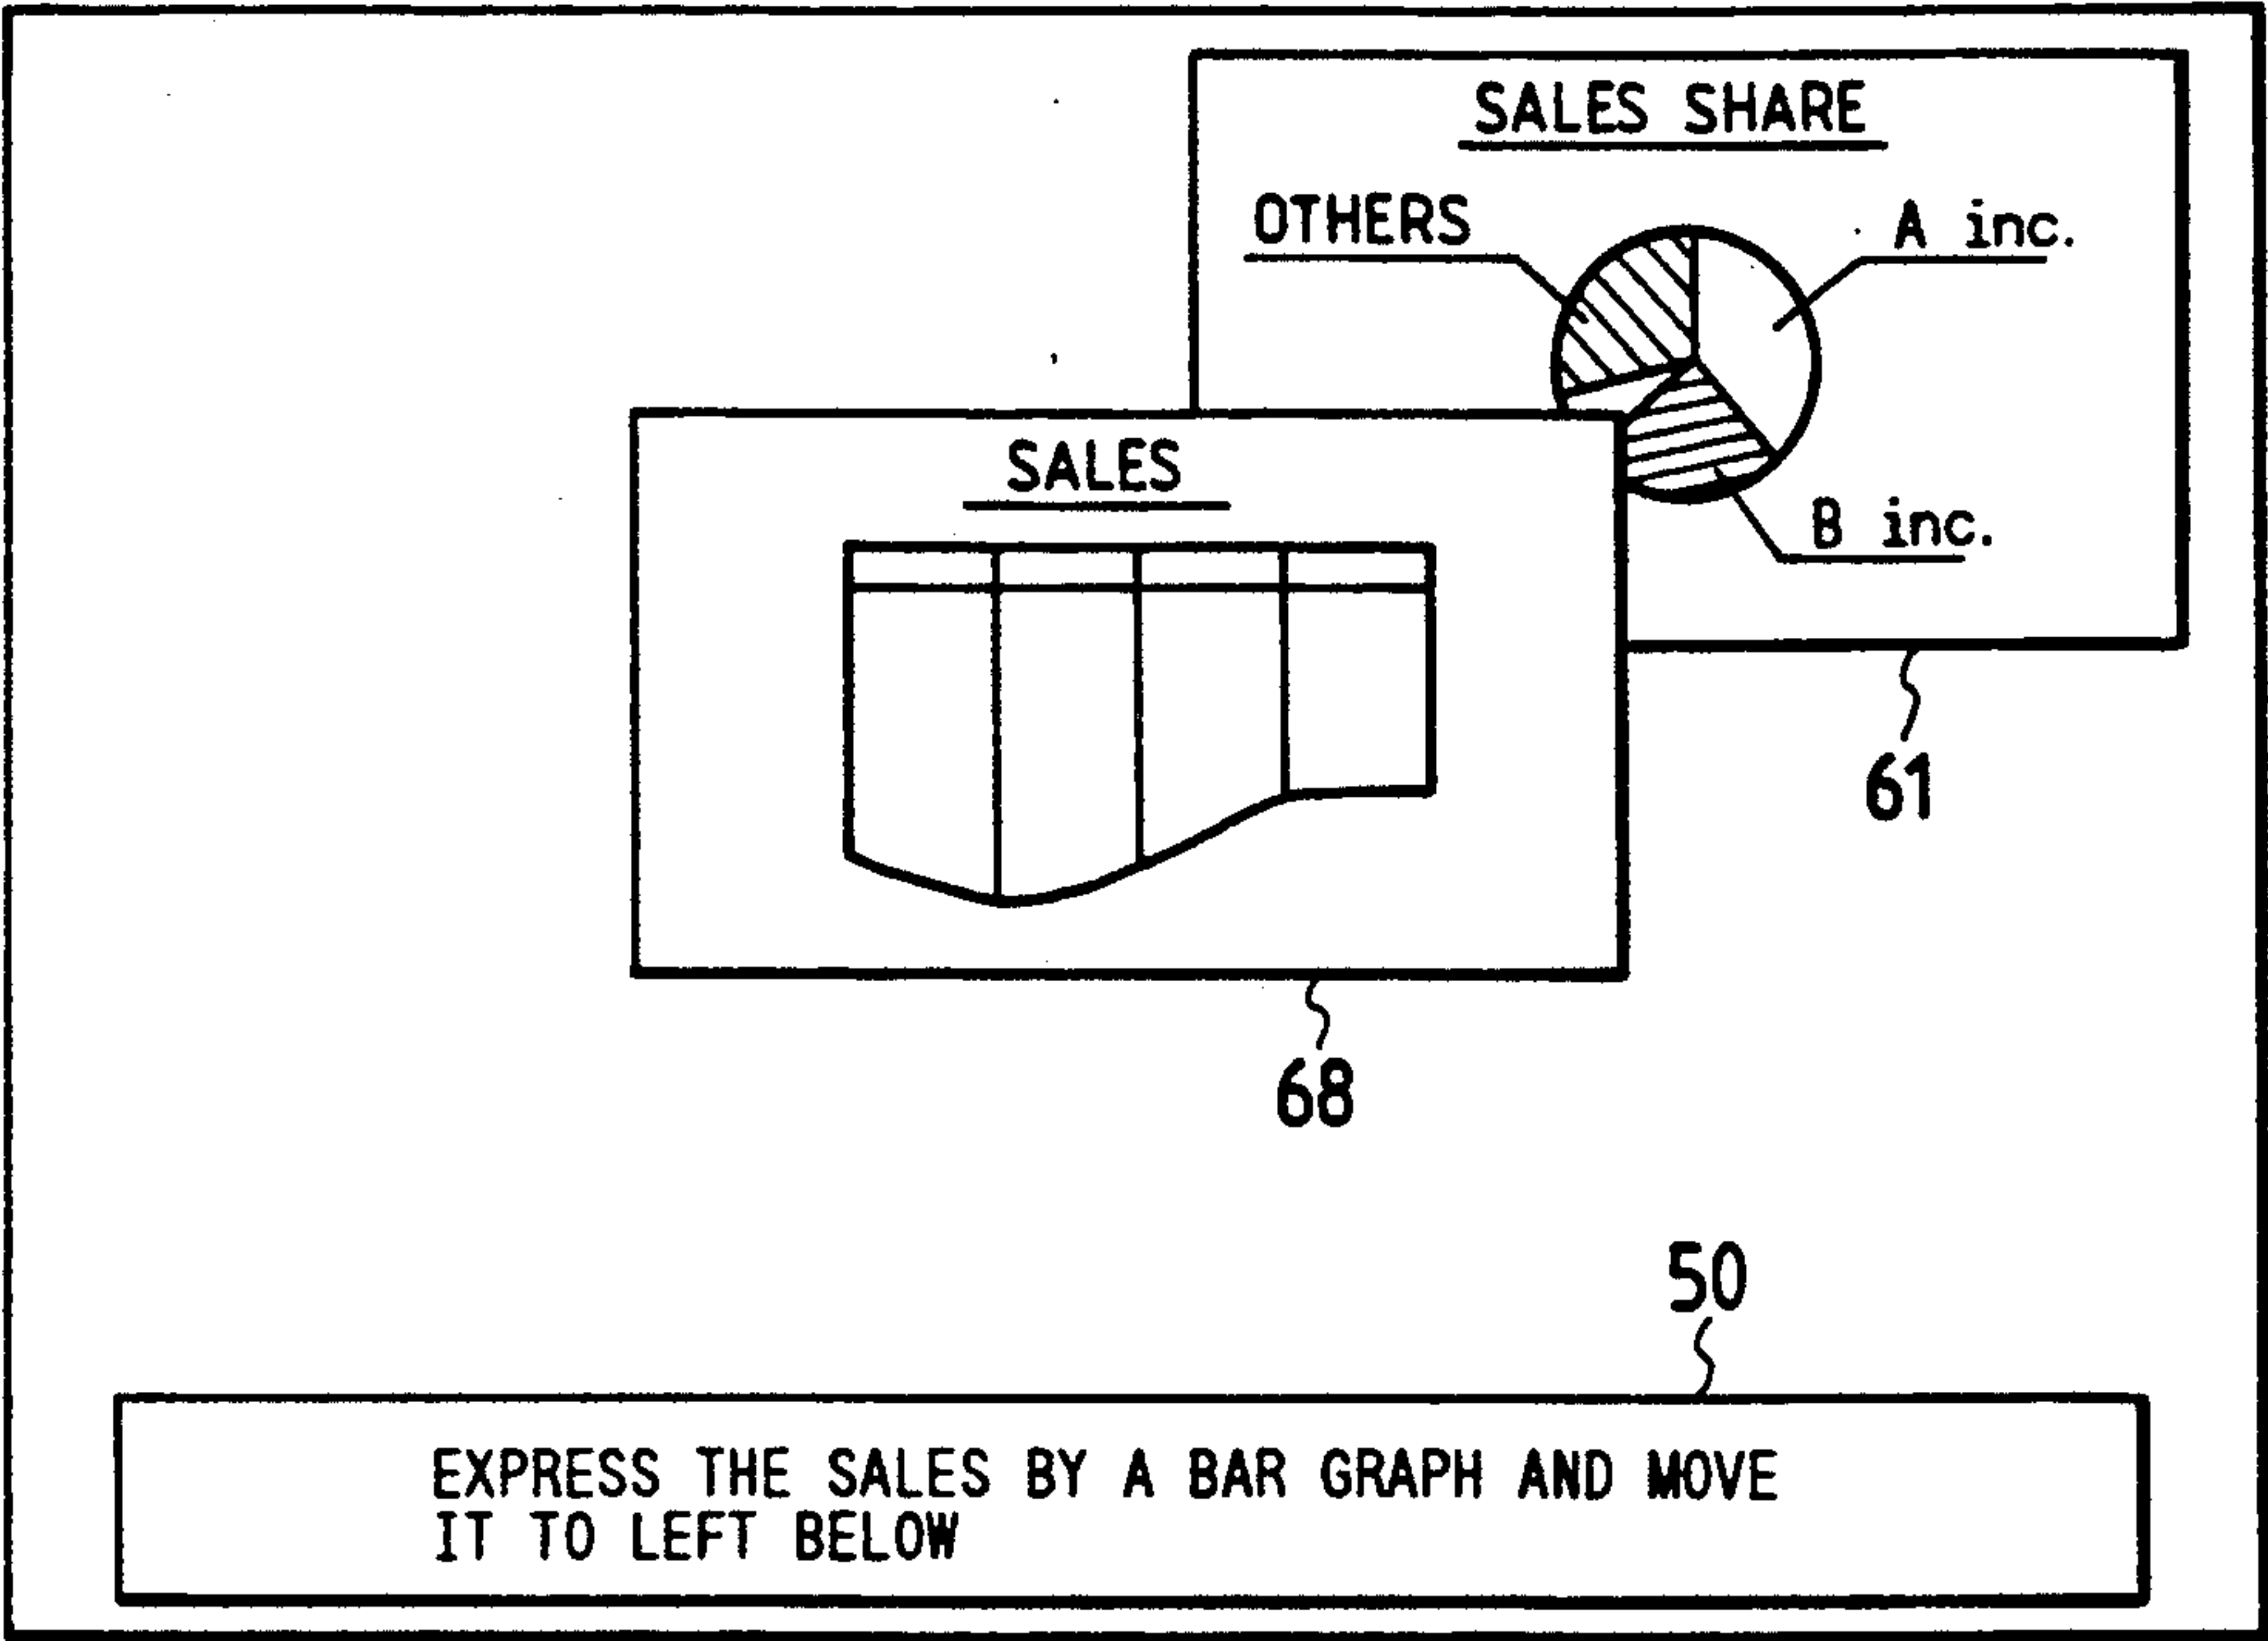 SALES SHARE
OTHERS
A inc.
SALES
B inc.
61
68
50
EXPRESS THE SALES BY A BAR GRAPH AND MOVE
IT TO LEFT BELOW